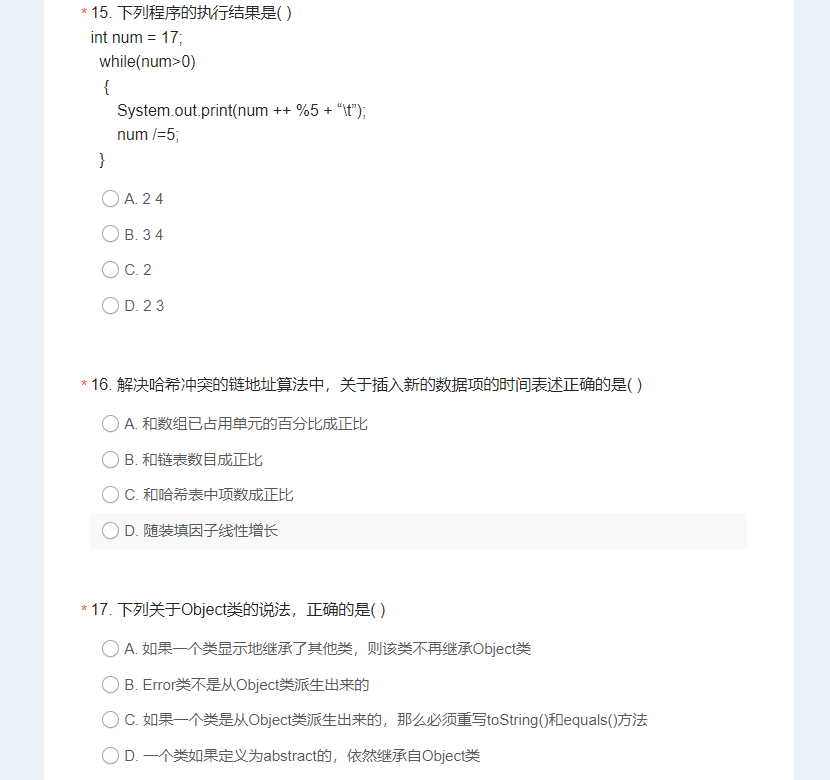 * 15. 下列程序的执行结果是( )
int num = 17;
while(num>0)
{
System.out.print(num ++ %5 + “\t”);
num /=5;
}
A. 2 4
B. 3 4
C. 2
D. 2 3
* 16. 解决哈希冲突的链地址算法中，关于插入新的数据项的时间表述正确的是( )
A. 和数组已占用单元的百分比成正比
B. 和链表数目成正比
C. 和哈希表中项数成正比
D. 随装填因子线性增长
* 17. 下列关于Object类的说法，正确的是( )
A. 如果一个类显示地继承了其他类，则该类不再继承Object类
B. Error类不是从Object类派生出来的
C. 如果一个类是从Object类派生出来的，那么必须重写toString()和equals()方法
D. 一个类如果定义为abstract的，依然继承自Object类